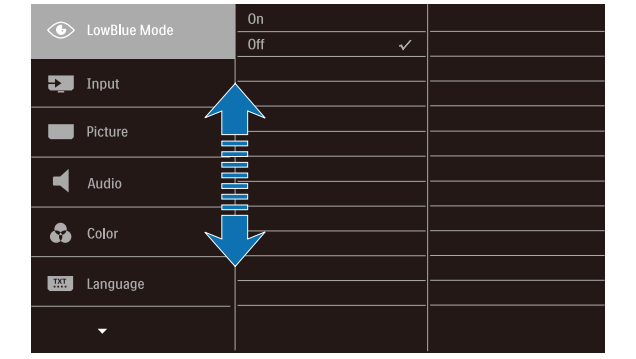 LowBlue Mode
On
Off
Input
Picture
Audio
Color
TXT
Language